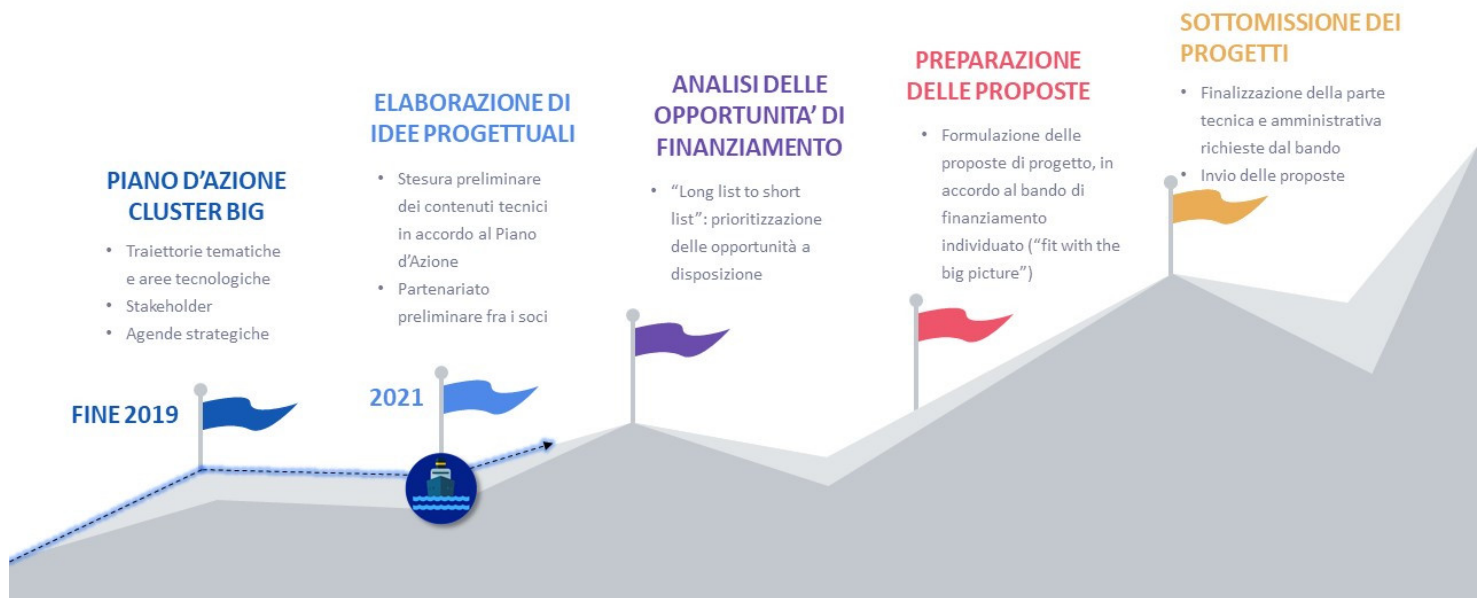 PIANO D'AZIONE
CLUSTER BIG
• Traiettorie tematiche
e aree tecnologiche
• Stakeholder
• Agende strategiche
FINE 2019
ELABORAZIONE DI
IDEE PROGETTUALI
• Stesura preliminare
dei contenuti tecnici
in accordo al Piano
d'Azione
• Partenariato
preliminare fra i soci
2021
ANALISI DELLE
OPPORTUNITA' DI
FINANZIAMENTO
• "Long list to short
list": prioritizzazione
delle opportunità a
disposizione
PREPARAZIONE
DELLE PROPOSTE
• Formulazione delle
proposte di progetto, in
accordo al bando di
finanziamento
individuato ("fit with the
big picture")
SOTTOMISSIONE DEI
PROGETTI
• Finalizzazione della parte
tecnica e amministrativa
richieste dal bando
• Invio delle proposte